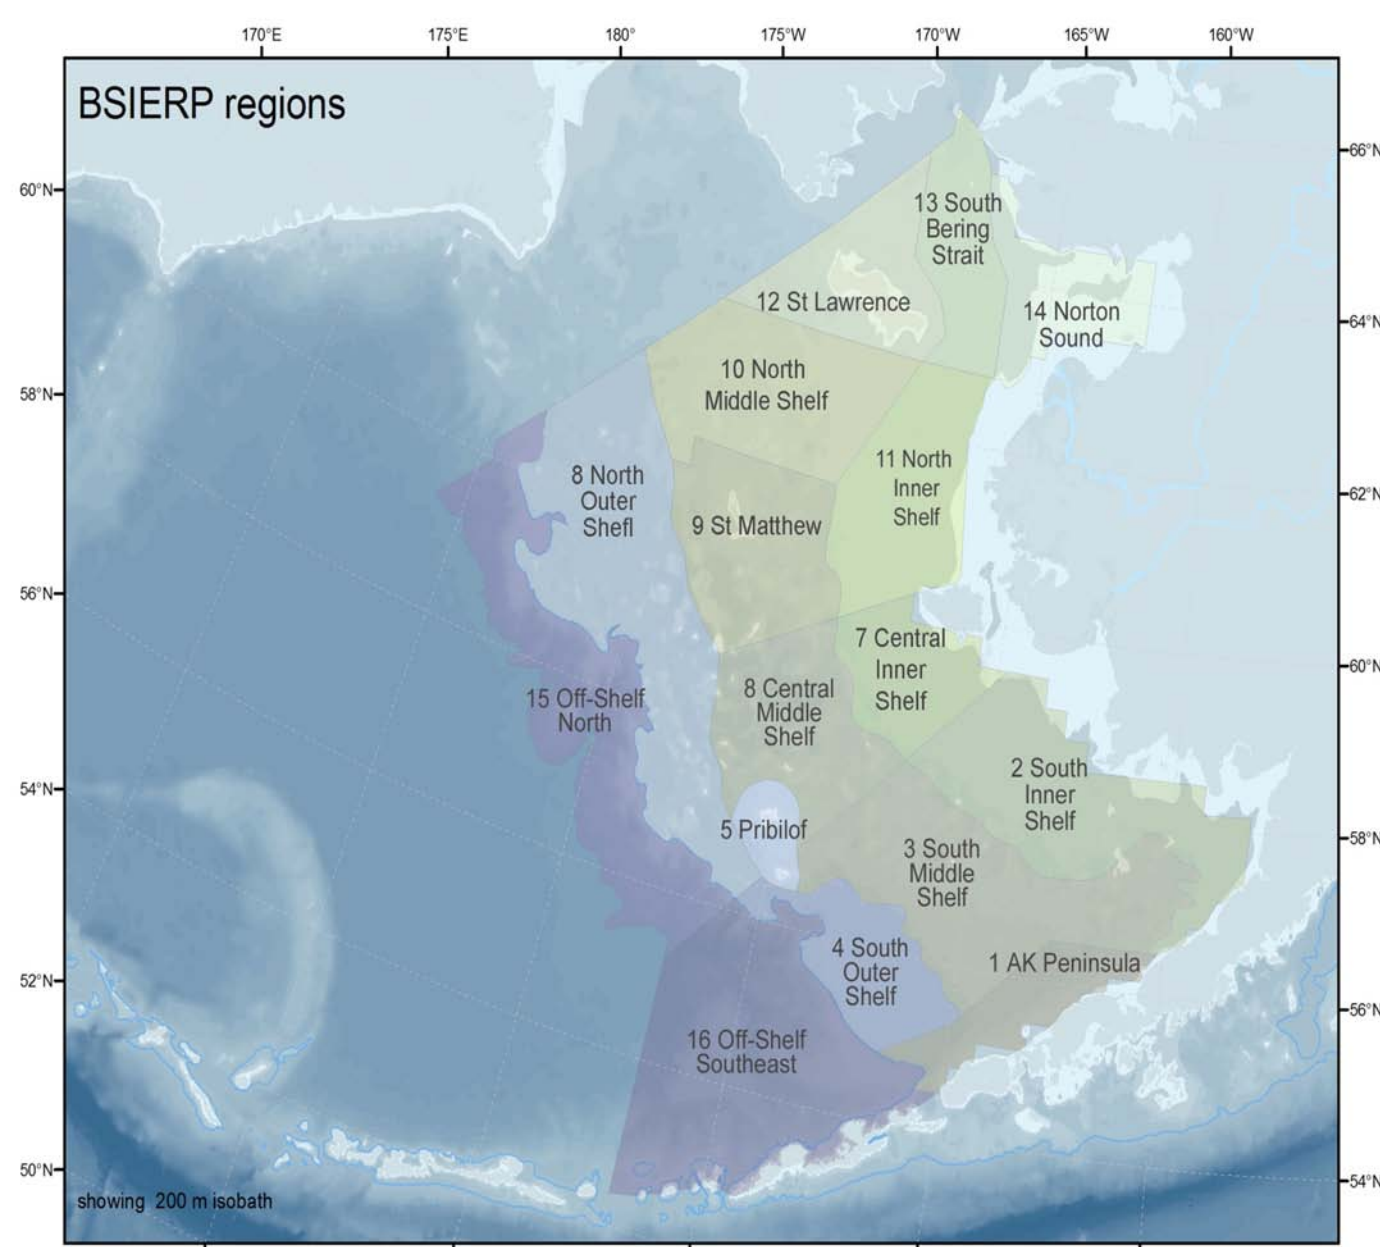 170°E 175°E 180° 175°W 170°W 165°W 160°W
BSIERP regions
66°N
60°N
13 South
Bering
Strait
12 St Lawrence
14 Norton
Sound
64°N
10 North
Middle Shelf
58°N
11 North
Inner
Shelf
8 North
Outer
Shefl
62°N
9 St Matthew
56°N
7 Central
Inner
Shelf
60°N
8 Central
Middle
Shelf
15 Off-Shelf
North
2 South
Inner
Shelf
54°N
5 Pribilof
58°N
3 South
Middle
Shelf
4 South
Outer
Shelf
1 AK Peninsula
52°N
56°N
16 Off-Shelf
Southeast
50°N
54°N
showing 200 m isobath